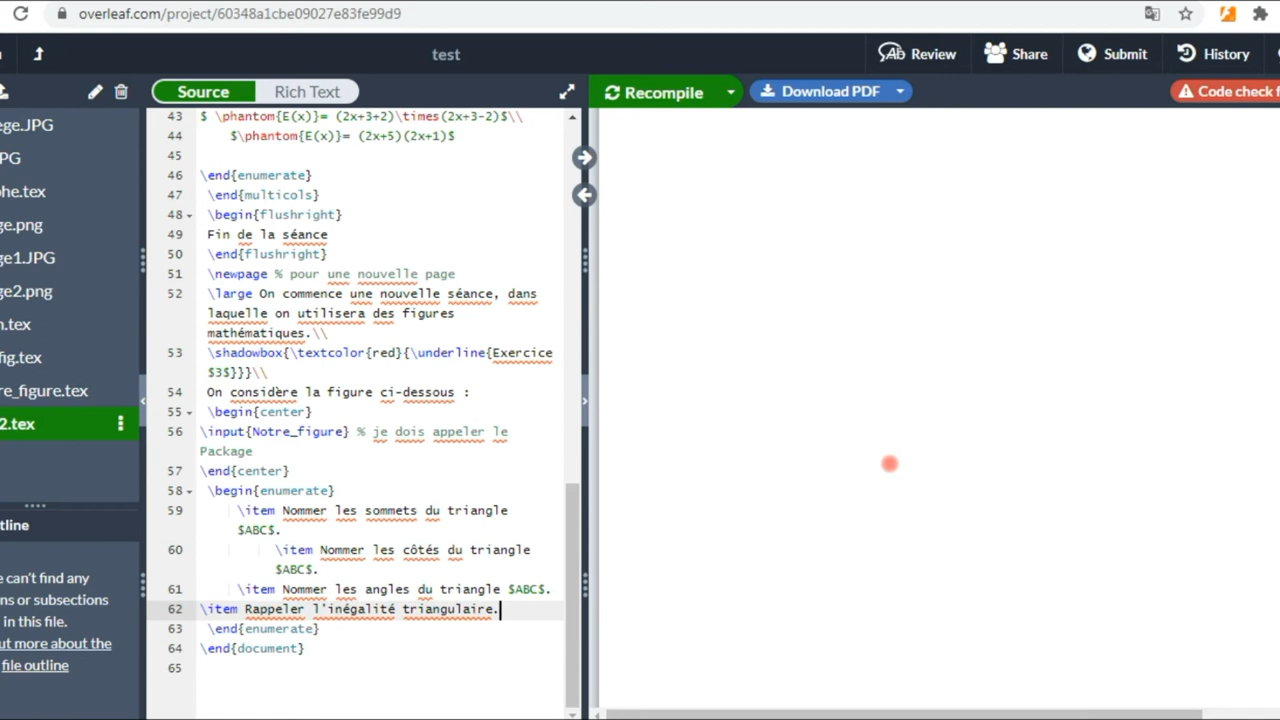 overleaf.com/project/60348a1cbe09027e83fe99d9
test
Review
Share
Submit
History
Source
Rich Text
Recompile
Download PDF
Code check f
ege.JPG
PG
phe.tex
ge.png
ge1.JPG
ge2.png
n.tex
fig.tex
re_figure.tex
2.tex
tline
e can't find any
ons or subsections
in this file.
out more about the
file outline
43 $ \phantom{E(x)}= (2x+3+2)\times(2x+3-2)$\\
44 $\phantom{E(x)}= (2x+5)(2x+1)$
45
46 \end{enumerate}
47 \end{multicols}
48 \begin{flushright}
49 Fin de la séance
50 \end{flushright}
51 \newpage % pour une nouvelle page
52 \large On commence une nouvelle séance, dans
laquelle on utilisera des figures
mathématiques.\\
53 \shadowbox{\textcolor{red}{\underline{Exercice
$3$}}}\\
54 On considère la figure ci-dessous :
55 \begin{center}
56 \input{Notre_figure} % je dois appeler le
Package
57 \end{center}
58 \begin{enumerate}
59 \item Nommer les sommets du triangle
$ABC$.
60 \item Nommer les côtés du triangle
$ABC$.
61 \item Nommer les angles du triangle $ABC$.
62 \item Rappeler l'inégalité triangulaire.
63 \end{enumerate}
64 \end{document}
65